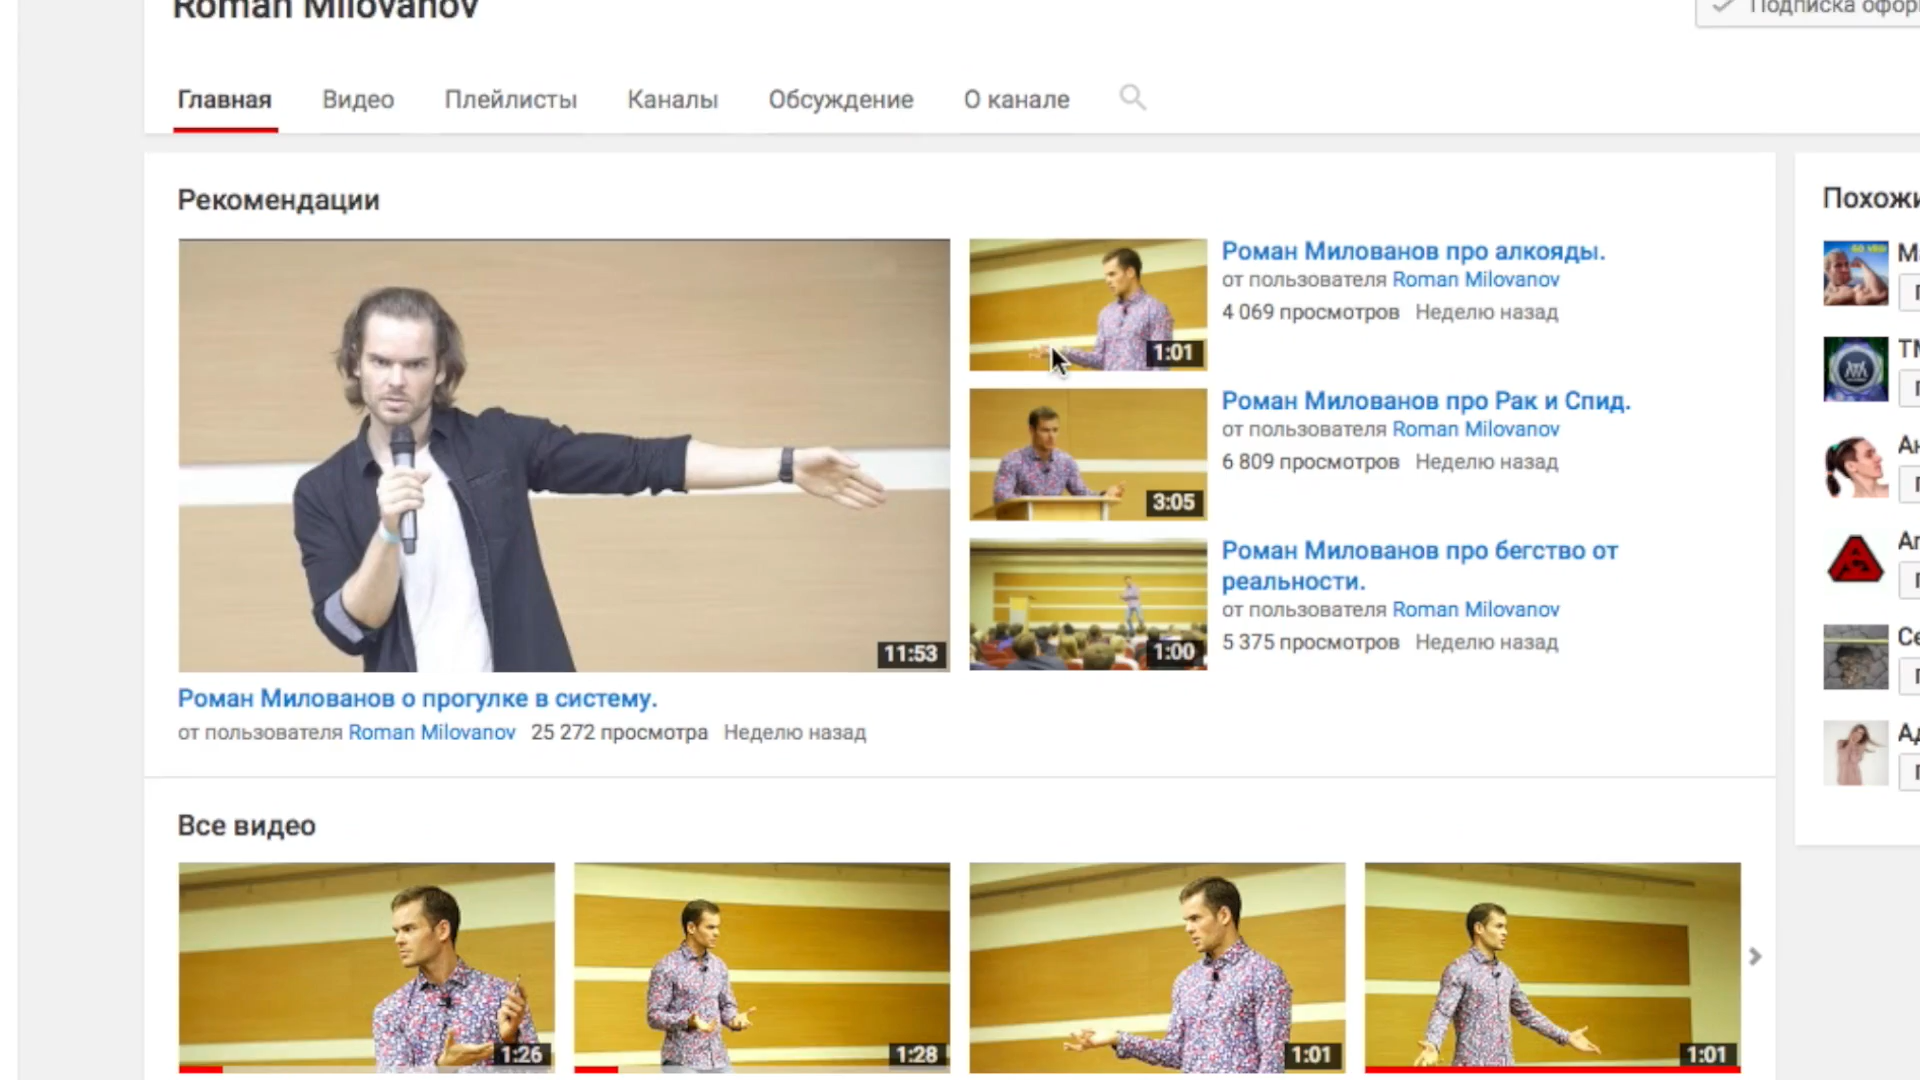 Roman Milovanov
Подписка
Главная Видео Плейлисты Каналы Обсуждение О канале
Рекомендации
11:53
Роман Милованов о прогулке в систему.
от пользователя Roman Milovanov 25 272 просмотра Неделю назад
1:01
Роман Милованов про алкояды.
от пользователя Roman Milovanov
4 069 просмотров Неделю назад
3:05
Роман Милованов про Рак и Спид.
от пользователя Roman Milovanov
6 809 просмотров Неделю назад
1:00
Роман Милованов про бегство от
реальности.
от пользователя Roman Milovanov
5 375 просмотров Неделю назад
Все видео
1:26
1:28
1:01
1:01